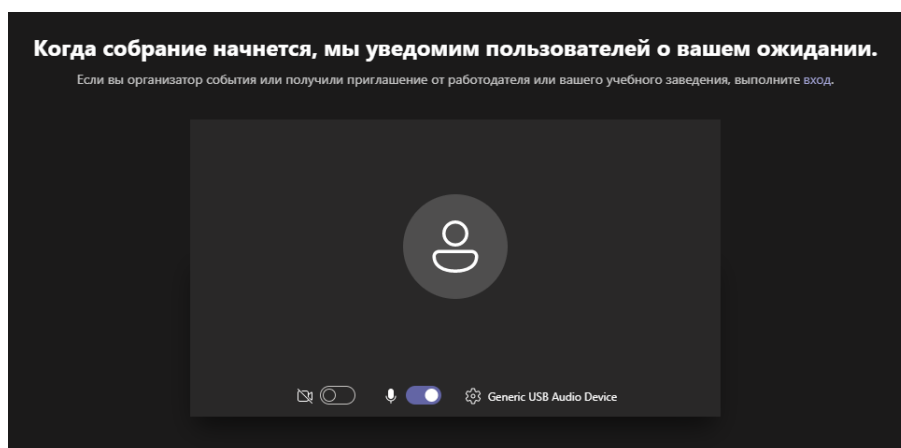 Когда собрание начнется, мы уведомим пользователей о вашем ожидании.
Если вы организатор события или получили приглашение от работодателя или вашего учебного заведения, выполните вход.
Generic USB Audio Device